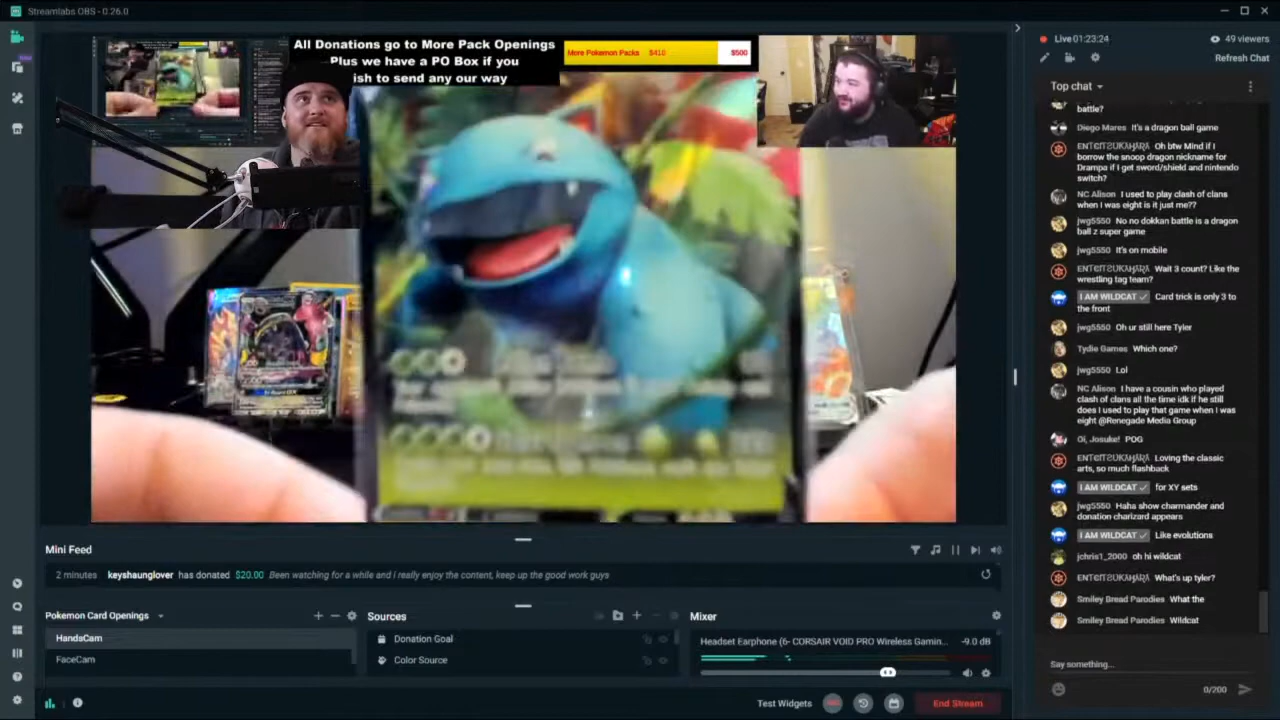 Streamlabs OBS - 0.26.0
All Donations go to More Pack Openings
Plus we have a PO Box if you
ish to send any our way
More Pokemon Packs $410 $500
Live 01:23:24
49 viewers
Refresh Chat
Top chat
battle?
Diego Mares It's a dragon ball game
Oh btw Mind if I
borrow the snoop dragon nickname for
Drampa if I get sword/shield and nintendo
switch?
NC Alison I used to play clash of clans
when I was eight is it just me??
jwg5550 No no dokkan battle is a dragon
ball z super game
jwg5550 It's on mobile
Wait 3 count? Like the
wrestling tag team?
I AM WILDCAT Card trick is only 3 to
the front
jwg5550 Oh ur still here Tyler
Tydie Games Which one?
jwg5550 Lol
NC Alison I have a cousin who played
clash of clans all the time idk if he still
does I used to play that game when I was
eight @Renegade Media Group
Oi, Josuke! POG
Loving the classic
arts, so much flashback
I AM WILDCAT for XY sets
jwg5550 Haha show charmander and
donation charizard appears
I AM WILDCAT Like evolutions
jchris1_2000 oh hi wildcat
What's up tyler?
Smiley Bread Parodies What the
Smiley Bread Parodies Wildcat
Say something...
0/200
Mini Feed
2 minutes keyshaunglover has donated $20.00 Been watching for a while and i really enjoy the content, keep up the good work guys
Pokemon Card Openings
HandsCam
FaceCam
Sources
Donation Goal
Color Source
Mixer
Headset Earphone (6- CORSAIR VOID PRO Wireless Gamin... -9.0 dB
Test Widgets
End Stream